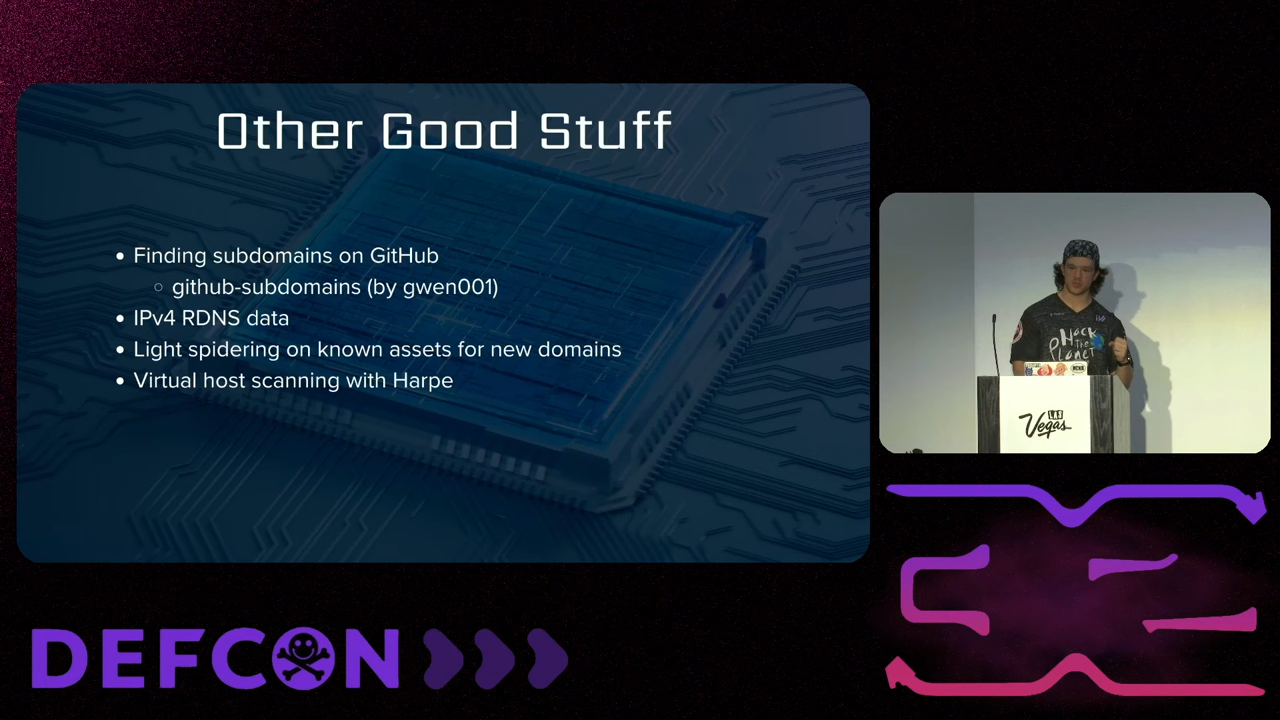 Other Good Stuff
Finding subdomains on GitHub
github-subdomains (by gwen001)
IPv4 RDNS data
Light spidering on known assets for new domains
Virtual host scanning with Harpe
Hack
The
Planet
LAS
Vegas
DEFCON